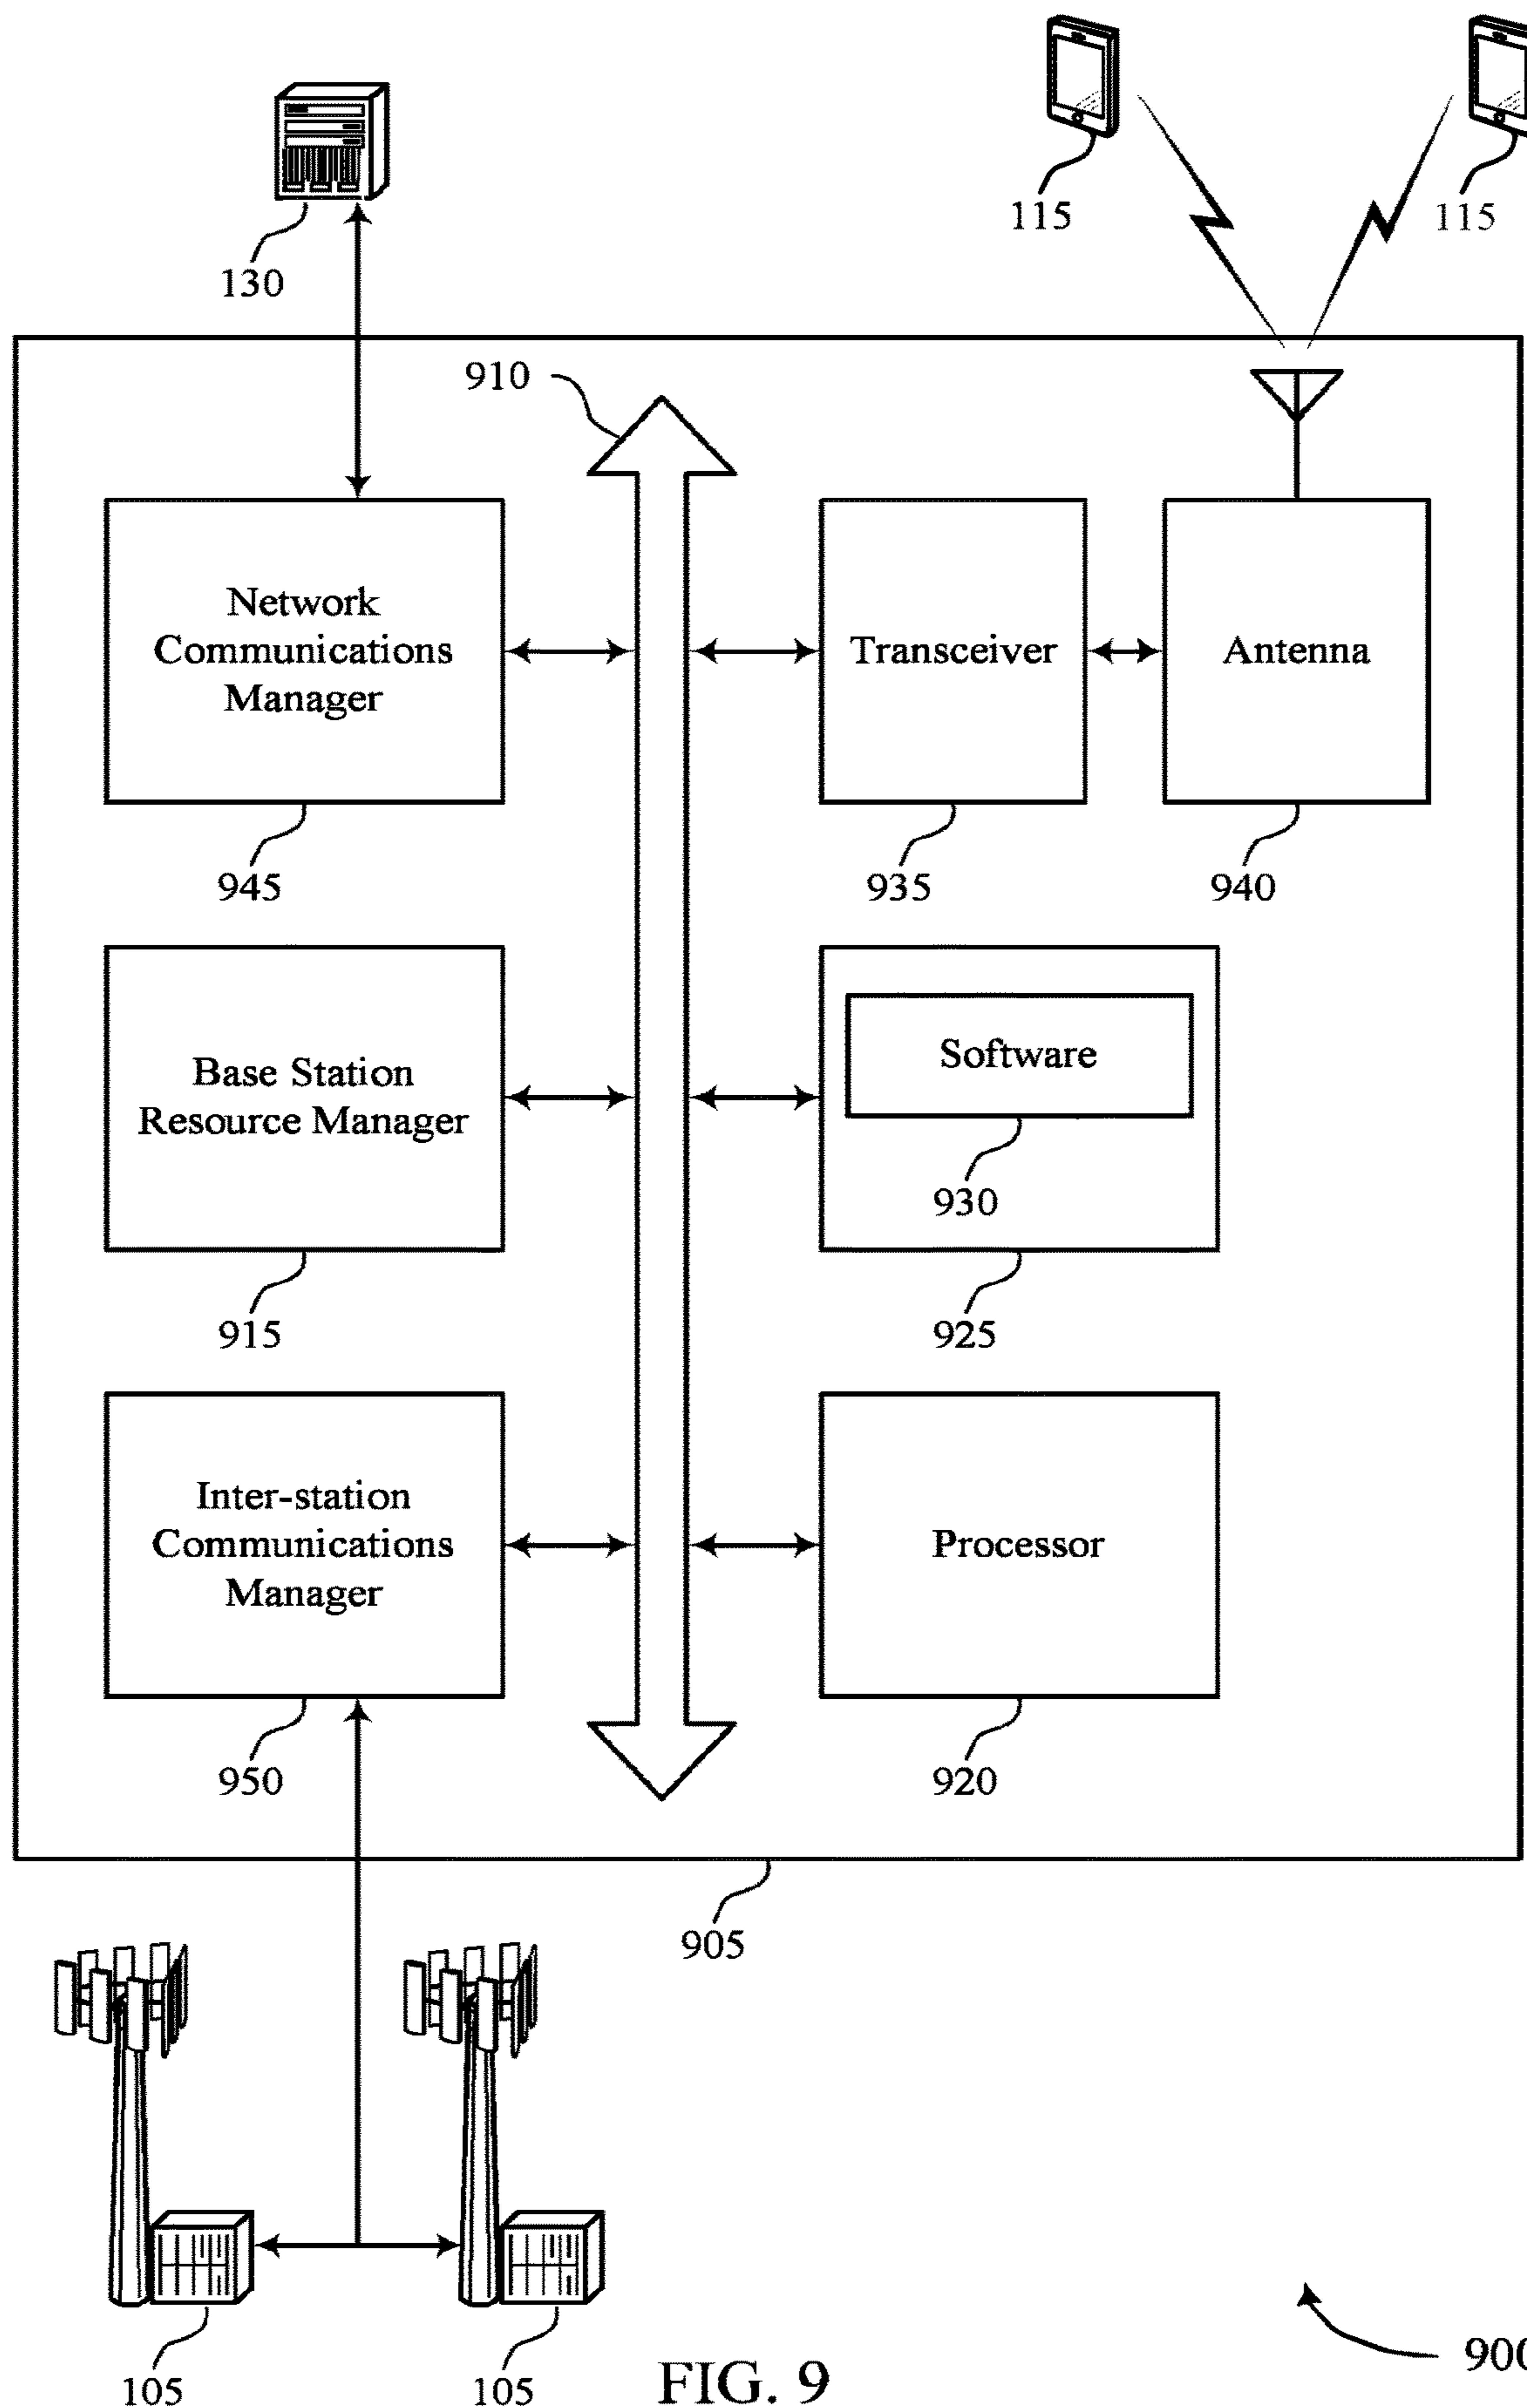 115
115
130
910
Network
Communications
Manager
Transceiver
Antenna
945
935
940
Base Station
Resource Manager
Software
930
915
925
Inter-station
Communications
Manager
Processor
950
920
905
105
105
FIG. 9
900